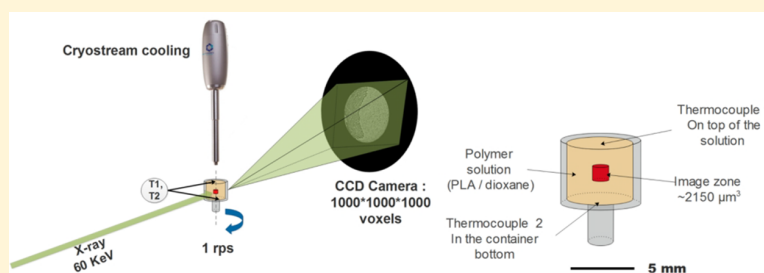 Cryostream cooling
T1,
T2
X-ray
60 KeV
1 rps
CCD Camera :
1000*1000*1000
voxels
Thermocouple
On top of the
solution
Polymer
solution
(PLA / dioxane)
Image zone
~2150 µm³
Thermocouple 2
In the container
bottom
5 mm